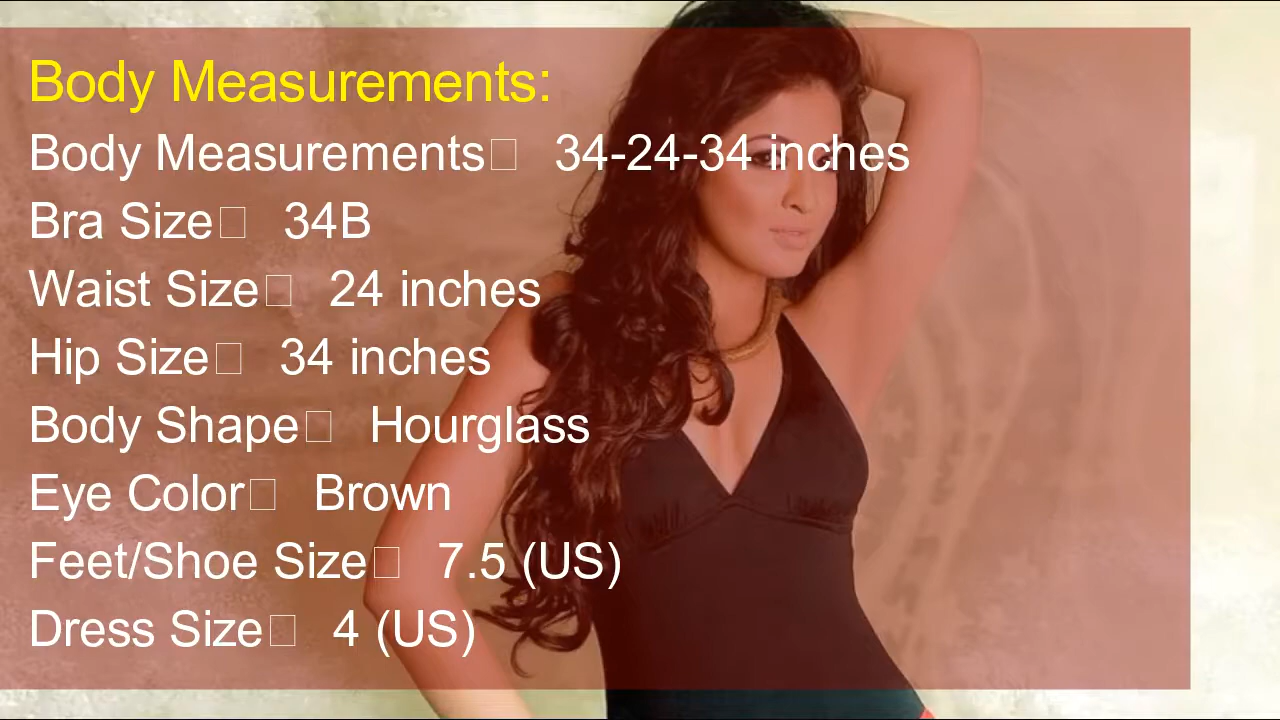 Body Measurements:
Body Measurements□ 34-24-34 inches
Bra Size□ 34B
Waist Size□ 24 inches
Hip Size□ 34 inches
Body Shape□ Hourglass
Eye Color□ Brown
Feet/Shoe Size□ 7.5 (US)
Dress Size□ 4 (US)